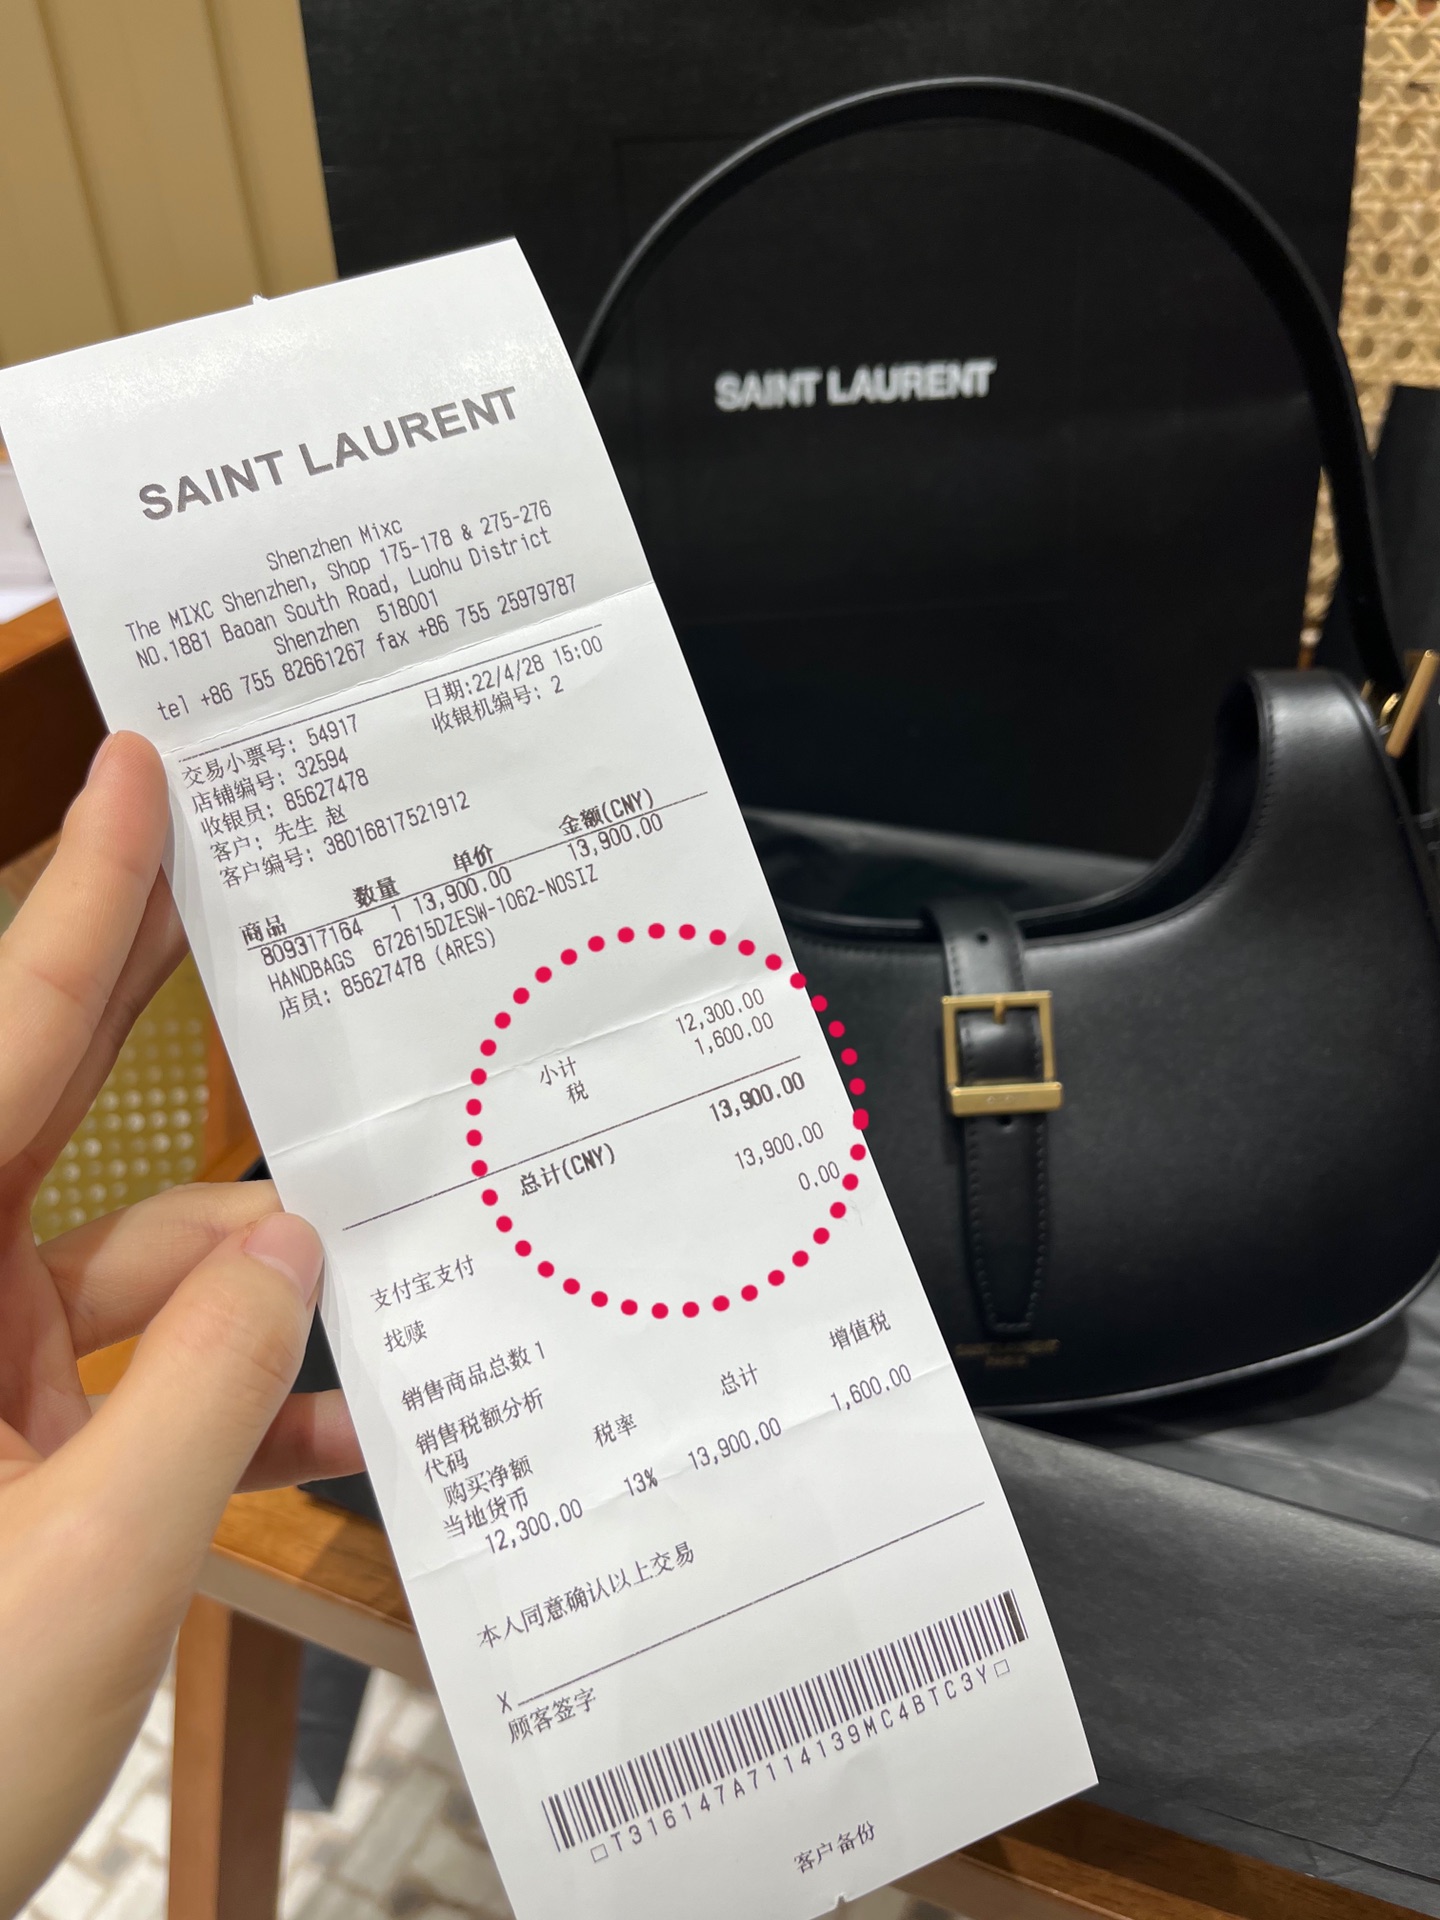 SAINT LAURENT
SAINT LAURENT
Shenzhen Mixc
The MIXC Shenzhen, Shop 175-178 & 275-276
NO.1881 Baoan South Road, Luohu District
Shenzhen 518001
tel +86 755 82661267 fax +86 755 25979787
交易小票号: 54917 日期:22/4/28 15:00
店铺编号: 32594 收银机编号: 2
收银员: 85627478
客户: 先生 赵
客户编号: 38016817521912
商品 数量 单价 金额(CNY)
809317164 1 13,900.00 13,900.00
HANDBAGS 672615DZESW-1062-NOSIZ
店员: 85627478 (ARES)
小计 12,300.00
税 1,600.00
总计(CNY) 13,900.00
支付宝支付 13,900.00
找赎 0.00
销售商品总数 1
销售税额分析
代码 税率 总计 增值税
购买净额
当地货币
12,300.00 13% 13,900.00 1,600.00
本人同意确认以上交易
X
顾客签字
T316147A7114139MC4BTC3Y
客户备份
SAINT LAURENT
PARIS